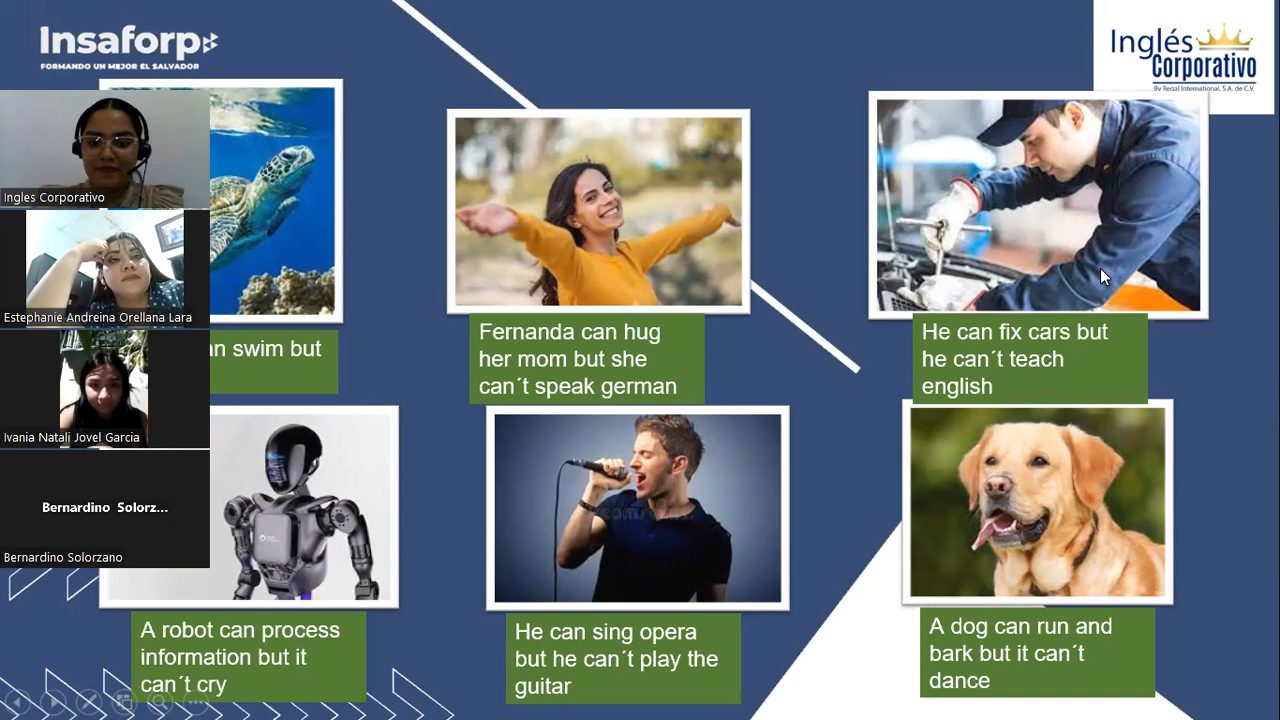 Insaforp
FORMANDO UN MEJOR EL SALVADOR
Inglés
Corporativo
By Regal International, S.A. de C.V.
Ingles Corporativo
Estephanie Andreina Orellana Lara
Ivania Natali Jovel Garcia
Bernardino Solorz...
Bernardino Solorzano
swim but
Fernanda can hug
her mom but she
can´t speak german
He can fix cars but
he can´t teach
english
A robot can process
information but it
can´t cry
He can sing opera
but he can´t play the
guitar
A dog can run and
bark but it can´t
dance